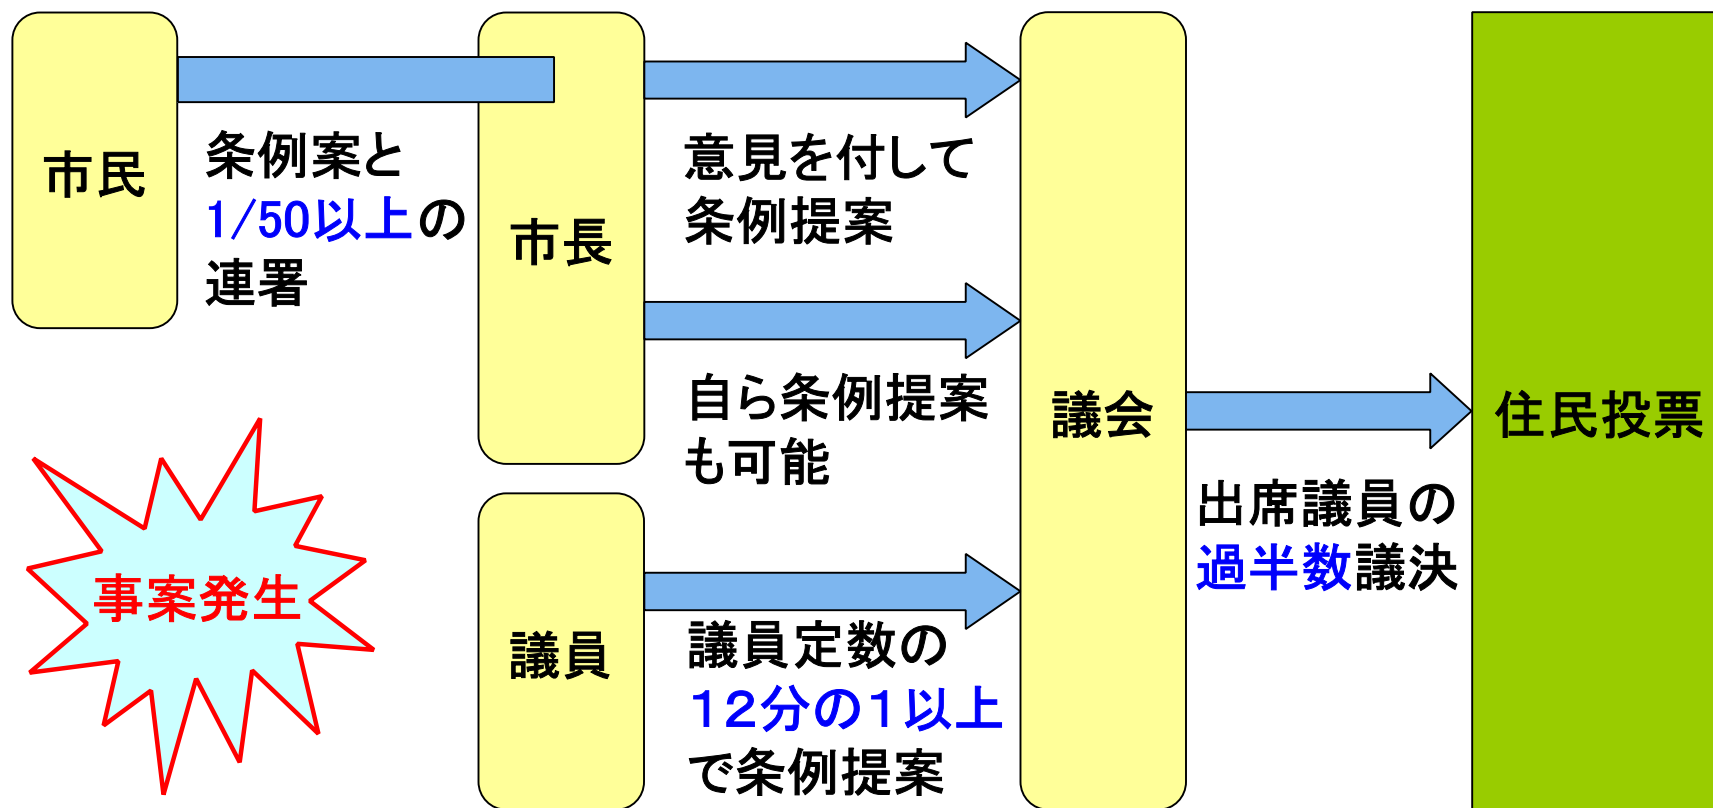 市民
条例案と
1/50以上の
連署
市長
意見を付して
条例提案
自ら条例提案
も可能
議員
議員定数の
12分の1以上
で条例提案
議会
出席議員の
過半数議決
住民投票
事案発生